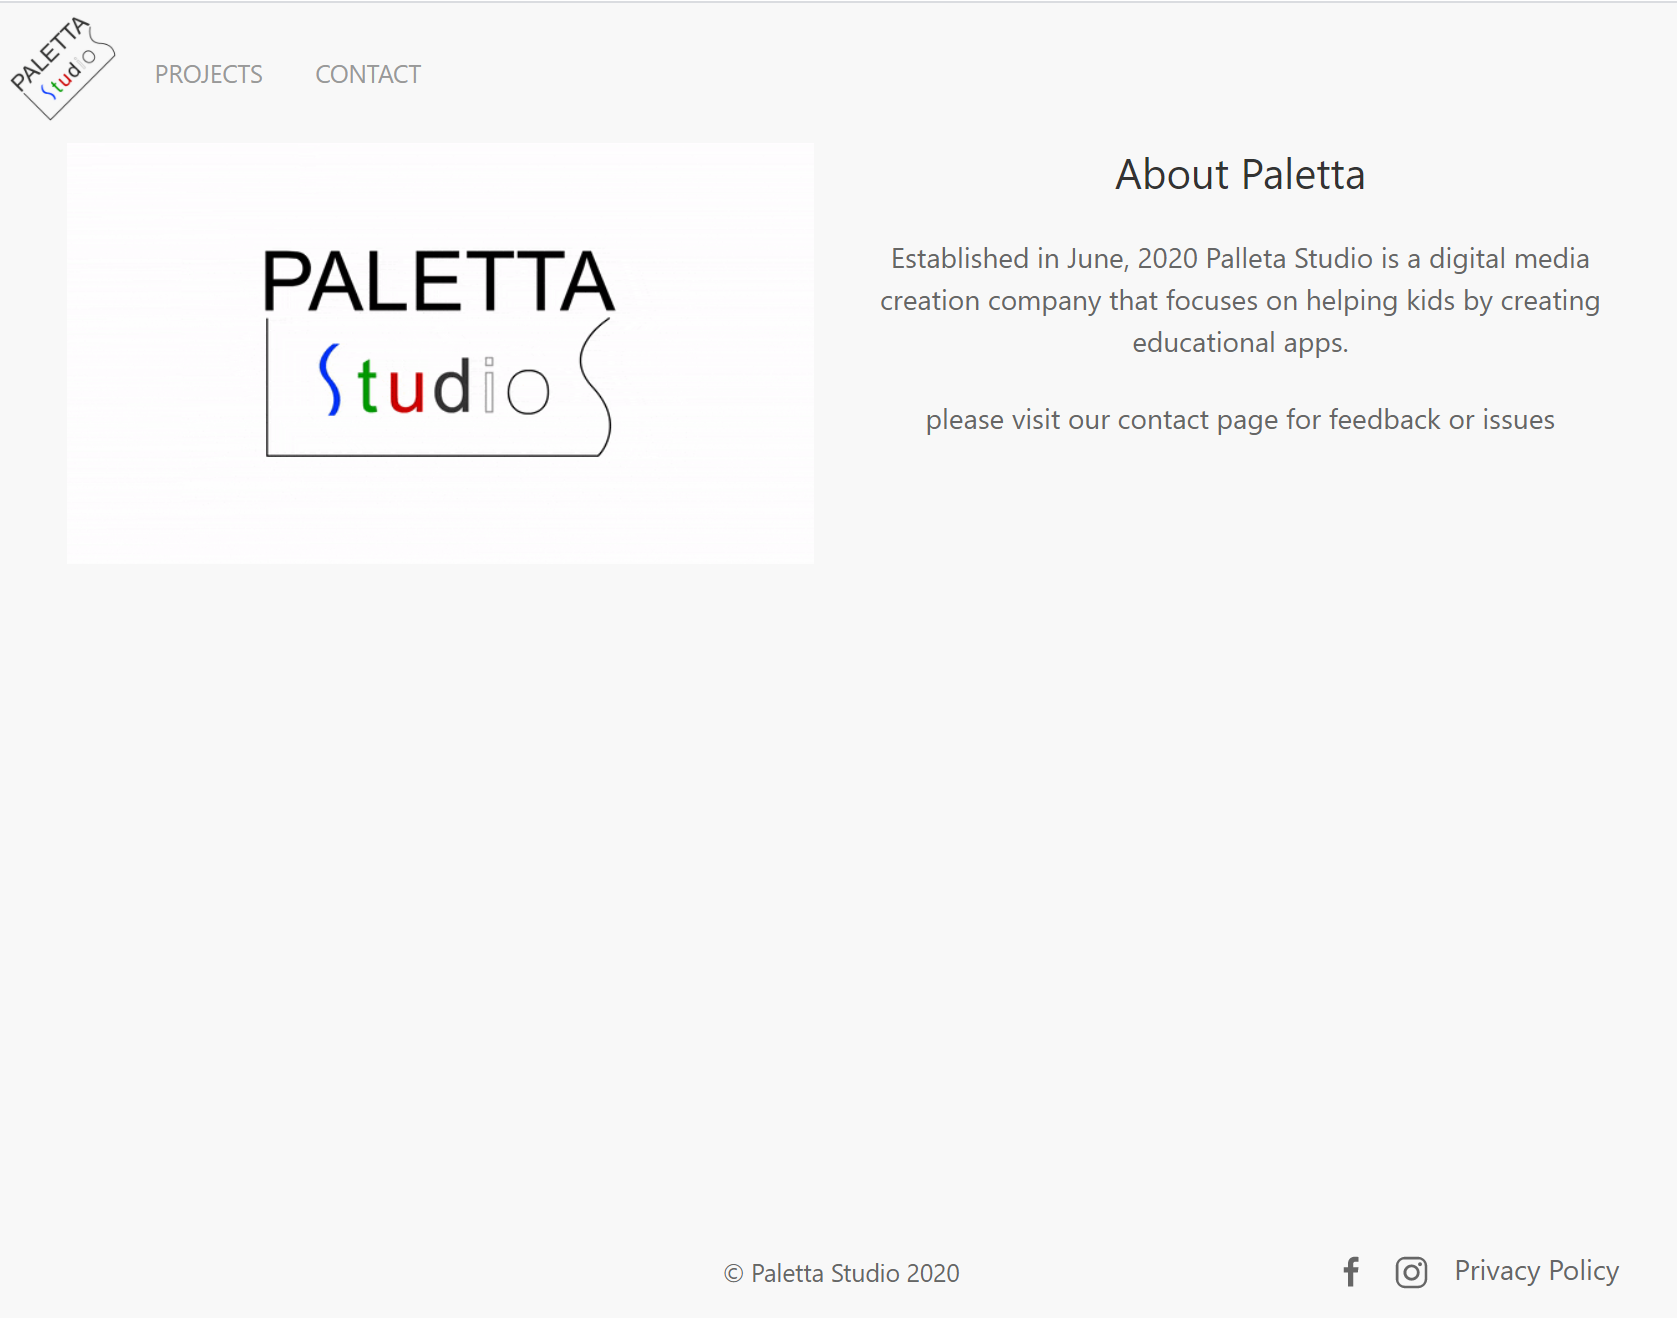 PALETTA
Studio
PROJECTS CONTACT
PALETTA
Studio
About Paletta
Established in June, 2020 Palleta Studio is a digital media
creation company that focuses on helping kids by creating
educational apps.
please visit our contact page for feedback or issues
© Paletta Studio 2020
Privacy Policy